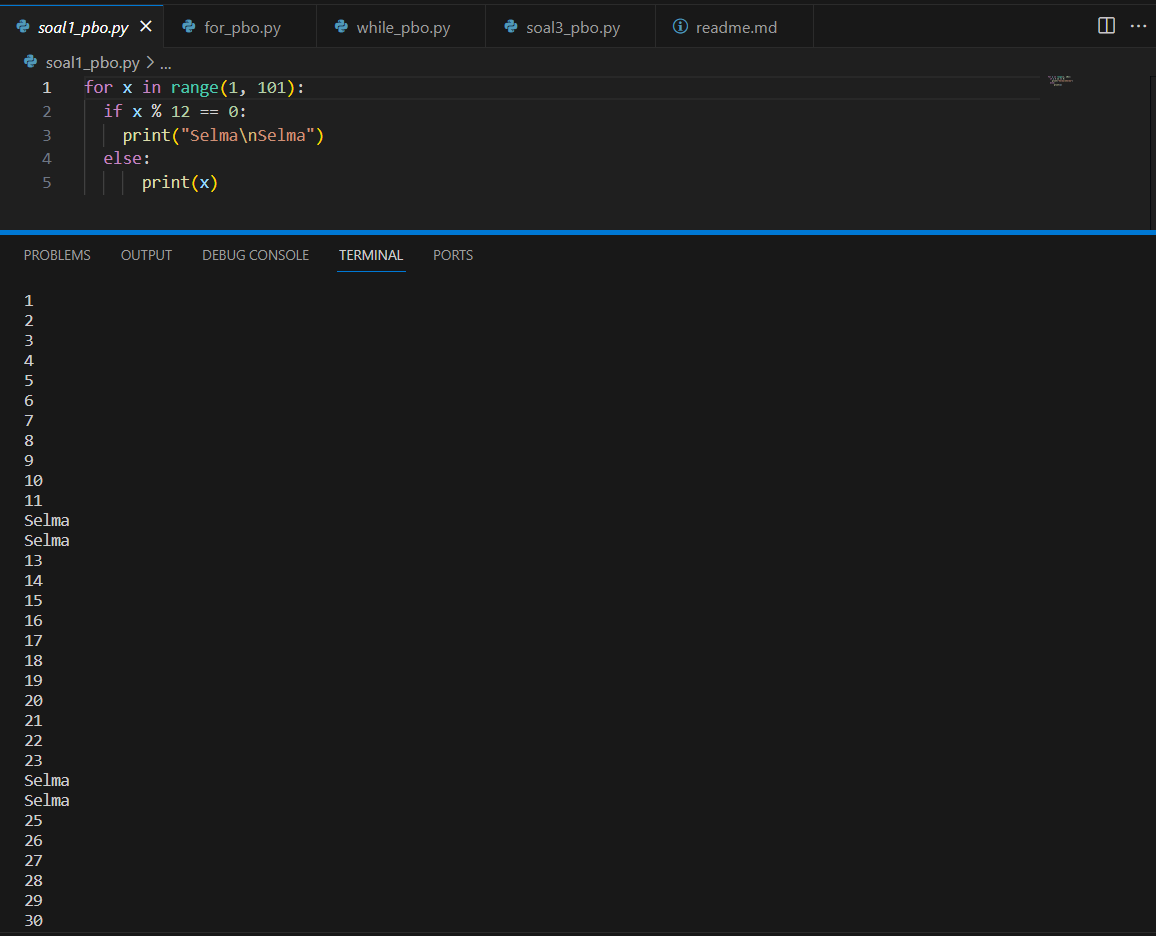 soal1_pbo.py for_pbo.py while_pbo.py soal3_pbo.py readme.md
soal1_pbo.py > ...
1 for x in range(1, 101):
2   if x % 12 == 0:
3     print("Selma\nSelma")
4   else:
5       print(x)
PROBLEMS OUTPUT DEBUG CONSOLE TERMINAL PORTS
1
2
3
4
5
6
7
8
9
10
11
Selma
Selma
13
14
15
16
17
18
19
20
21
22
23
Selma
Selma
25
26
27
28
29
30